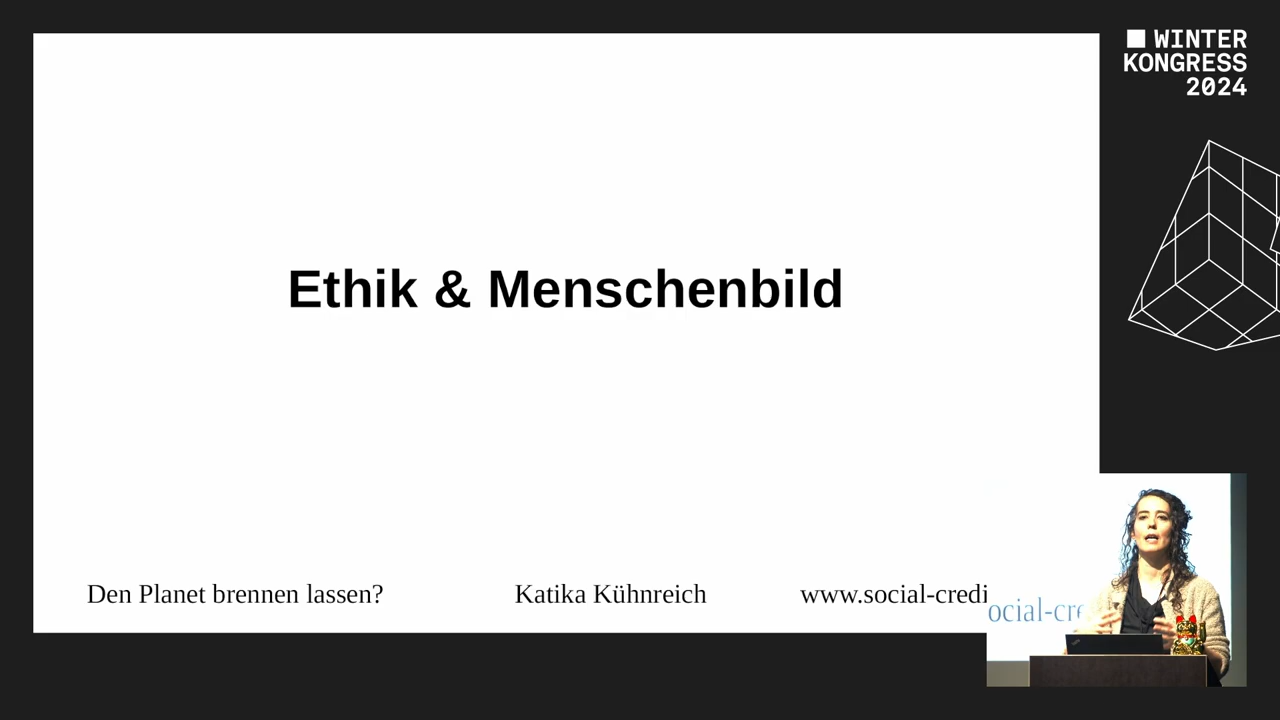 Ethik & Menschenbild
Den Planet brennen lassen?
Katika Kühnreich
www.social-credi
ocial-cre
WINTER
KONGRESS
2024